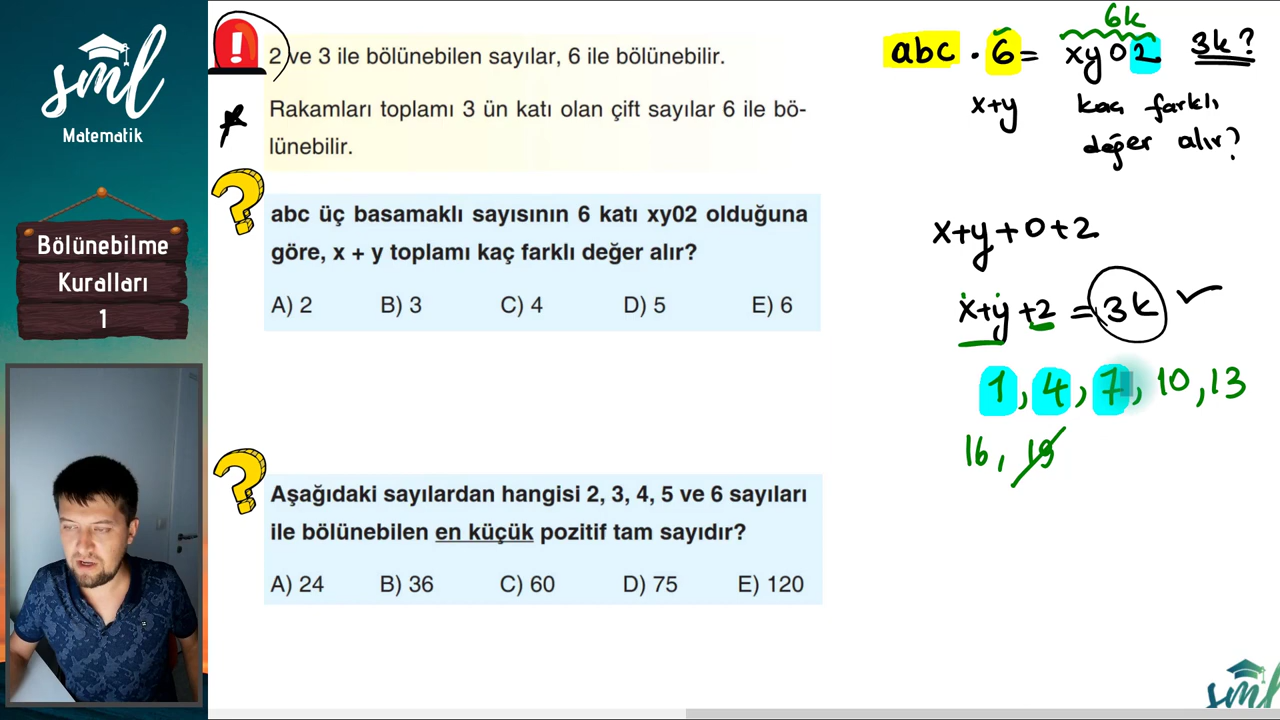 sml
Matematik
Bölünebilme
Kuralları
1
2 ve 3 ile bölünebilen sayılar, 6 ile bölünebilir.
Rakamları toplamı 3 ün katı olan çift sayılar 6 ile bö-
lünebilir.
abc üç basamaklı sayısının 6 katı xy02 olduğuna
göre, x + y toplamı kaç farklı değer alır?
A) 2 B) 3 C) 4 D) 5 E) 6
Aşağıdaki sayılardan hangisi 2, 3, 4, 5 ve 6 sayıları
ile bölünebilen en küçük pozitif tam sayıdır?
A) 24 B) 36 C) 60 D) 75 E) 120
6k
abc . 6 = xy02 3k?
x+y kaç farklı
değer alır?
x+y+0+2
x+y+2 = 3k
1, 4, 7, 10, 13
16, 19
sml